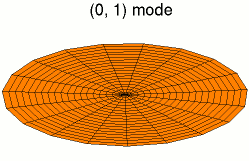 (0, 1) mode